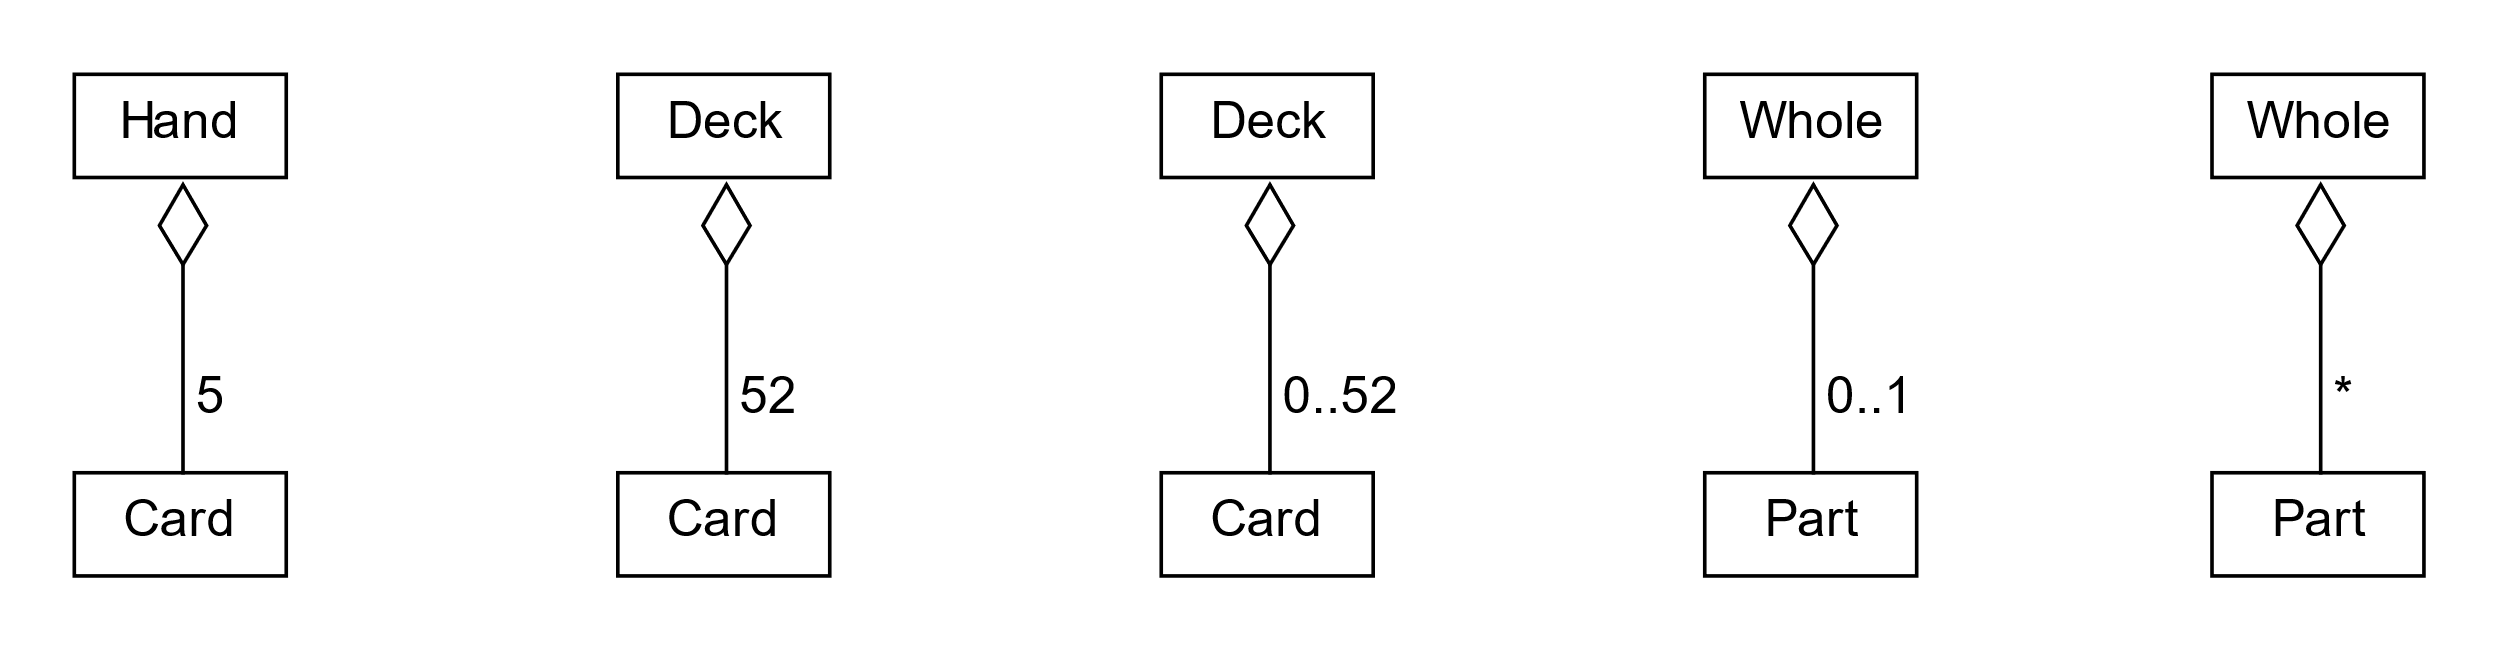 Hand Deck Deck Whole Whole
5 52 0..52 0..1 *
Card Card Card Part Part